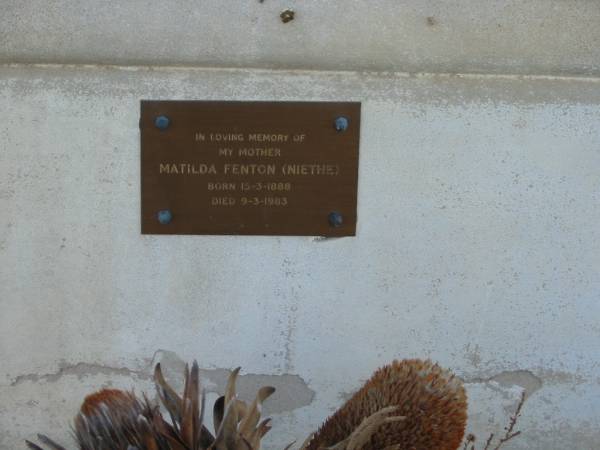 IN LOVING MEMORY OF
MY MOTHER
MATILDA FENTON (NIETHE)
BORN 15-3-1888
DIED 9-3-1983